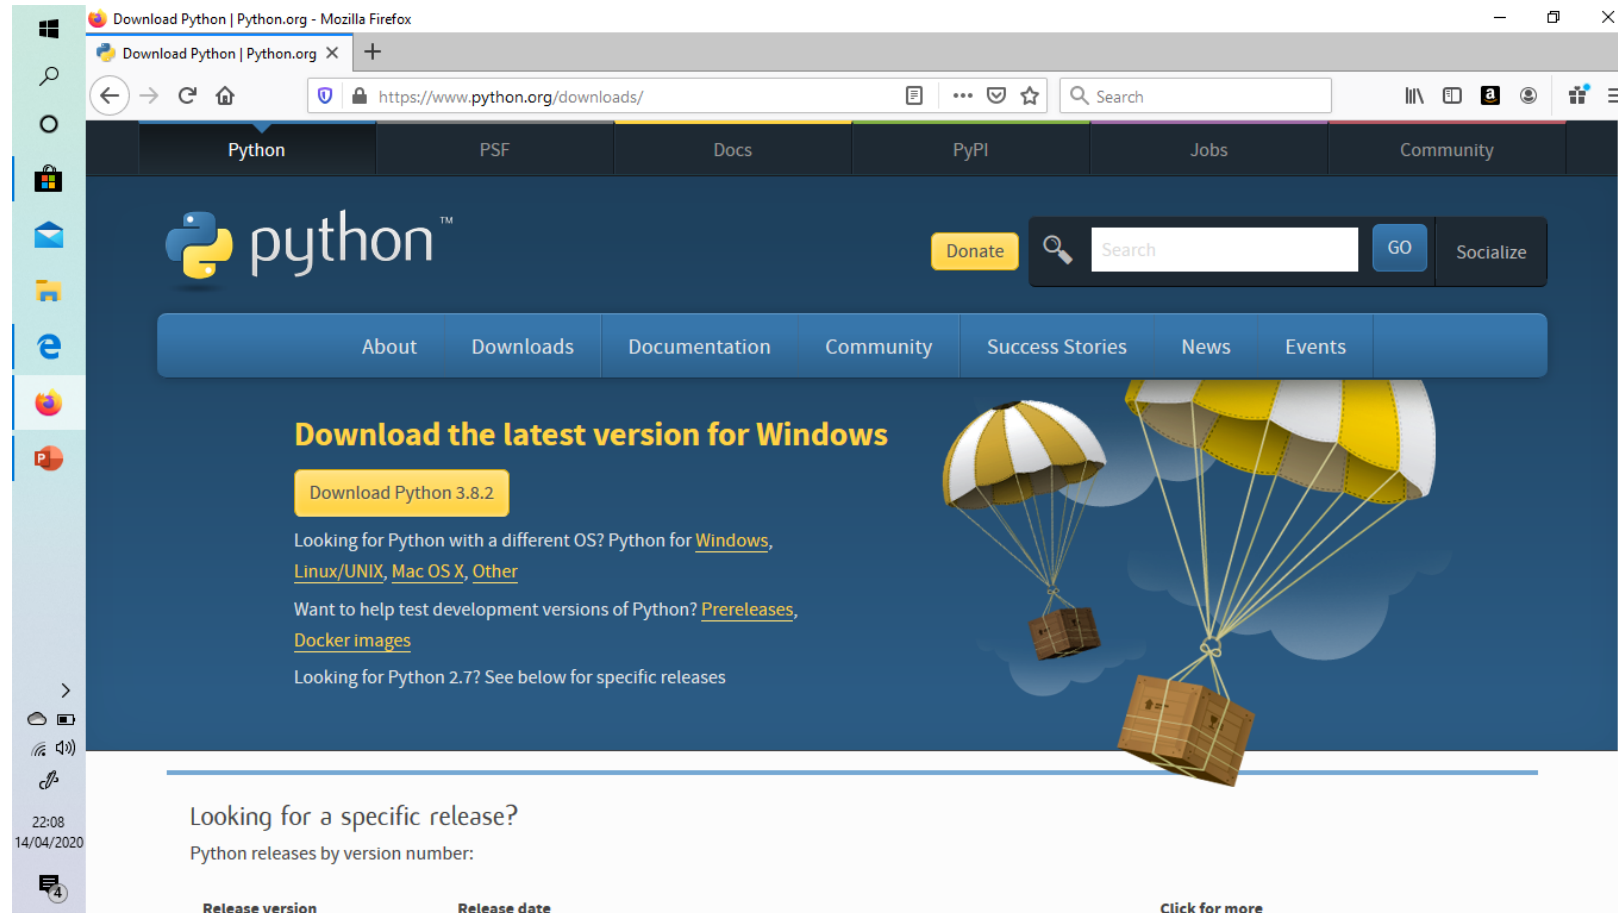 Download Python | Python.org - Mozilla Firefox
Download Python | Python.org
https://www.python.org/downloads/
Search
Python PSF Docs PyPI Jobs Community
python™
Donate
Search
GO
Socialize
About Downloads Documentation Community Success Stories News Events
Download the latest version for Windows
Download Python 3.8.2
Looking for Python with a different OS? Python for Windows,
Linux/UNIX, Mac OS X, Other
Want to help test development versions of Python? Prereleases,
Docker images
Looking for Python 2.7? See below for specific releases
Looking for a specific release?
Python releases by version number:
Release version Release date Click for more
22:08
14/04/2020
4